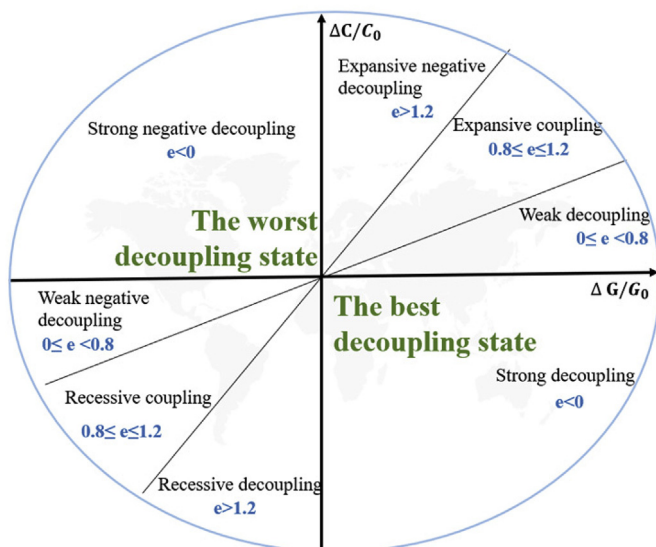 ΔC/C₀
Expansive negative
decoupling
e>1.2
Strong negative decoupling
e<0
Expansive coupling
0.8≤ e≤1.2
The worst
decoupling state
Weak decoupling
0≤ e <0.8
Δ G/G₀
Weak negative
decoupling
0≤ e <0.8
The best
decoupling state
Strong decoupling
e<0
Recessive coupling
0.8≤ e≤1.2
Recessive decoupling
e>1.2